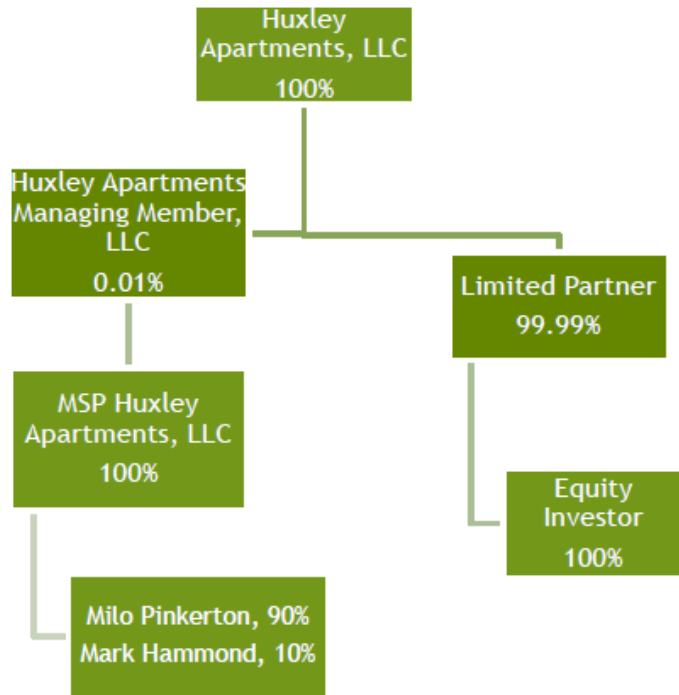 Huxley
Apartments, LLC
100%
Huxley Apartments
Managing Member,
LLC
0.01%
Limited Partner
99.99%
MSP Huxley
Apartments, LLC
100%
Equity
Investor
100%
Milo Pinkerton, 90%
Mark Hammond, 10%